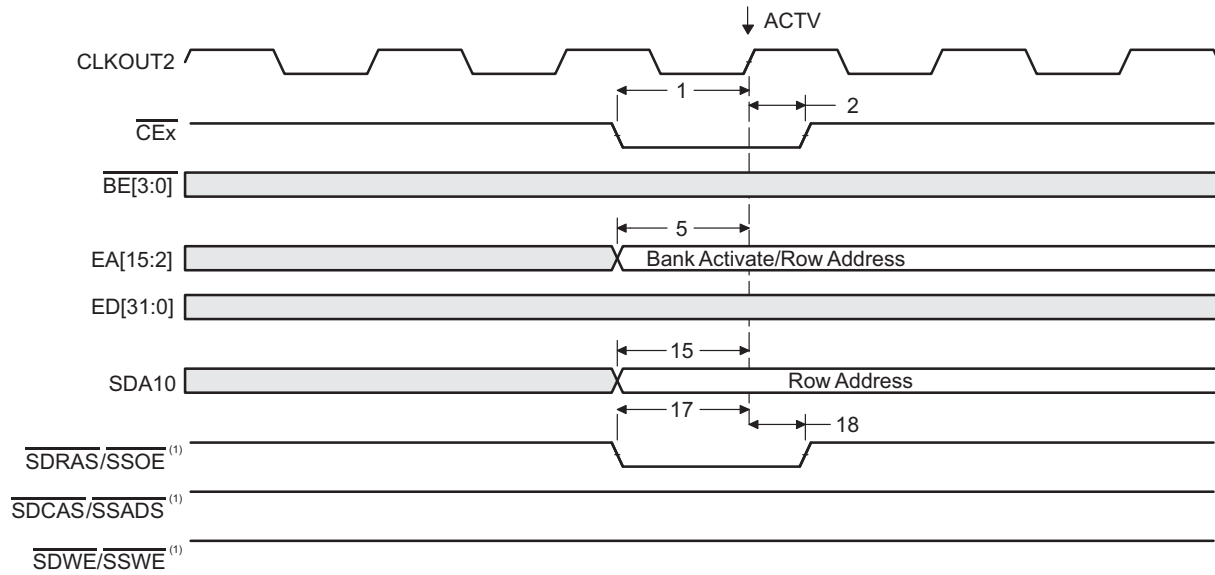 ACTV
CLKOUT2
1
2
CEx
BE[3:0]
5
EA[15:2]
Bank Activate/Row Address
ED[31:0]
15
SDA10
Row Address
17
18
SDRAS/SSOE (1)
SDCAS/SSADS (1)
SDWE/SSWE (1)